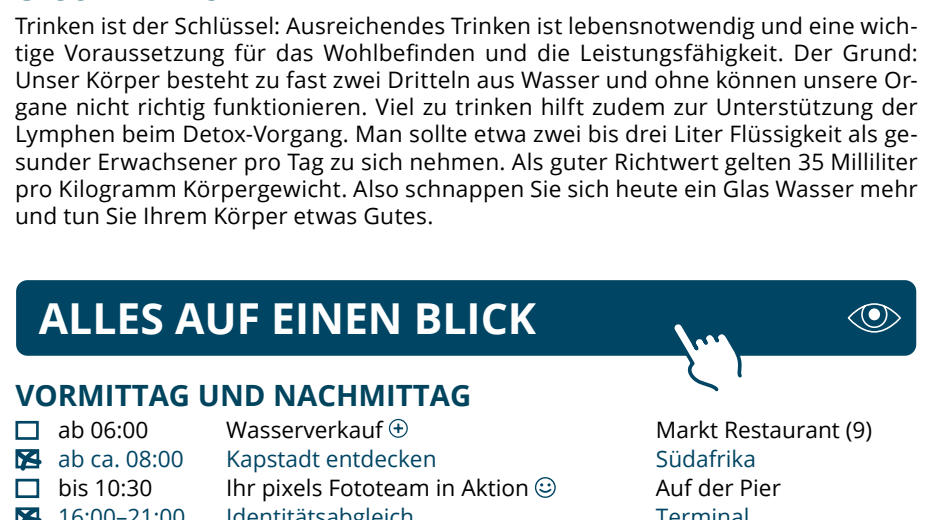 Trinken ist der Schlüssel: Ausreichendes Trinken ist lebensnotwendig und eine wich-
tige Voraussetzung für das Wohlbefinden und die Leistungsfähigkeit. Der Grund:
Unser Körper besteht zu fast zwei Dritteln aus Wasser und ohne können unsere Or-
gane nicht richtig funktionieren. Viel zu trinken hilft zudem zur Unterstützung der
Lymphen beim Detox-Vorgang. Man sollte etwa zwei bis drei Liter Flüssigkeit als ge-
sunder Erwachsener pro Tag zu sich nehmen. Als guter Richtwert gelten 35 Milliliter
pro Kilogramm Körpergewicht. Also schnappen Sie sich heute ein Glas Wasser mehr
und tun Sie Ihrem Körper etwas Gutes.
ALLES AUF EINEN BLICK
VORMITTAG UND NACHMITTAG
ab 06:00 Wasserverkauf Markt Restaurant (9)
ab ca. 08:00 Kapstadt entdecken Südafrika
bis 10:30 Ihr pixels Fototeam in Aktion Auf der Pier
16:00–21:00 Identitätsabgleich Terminal